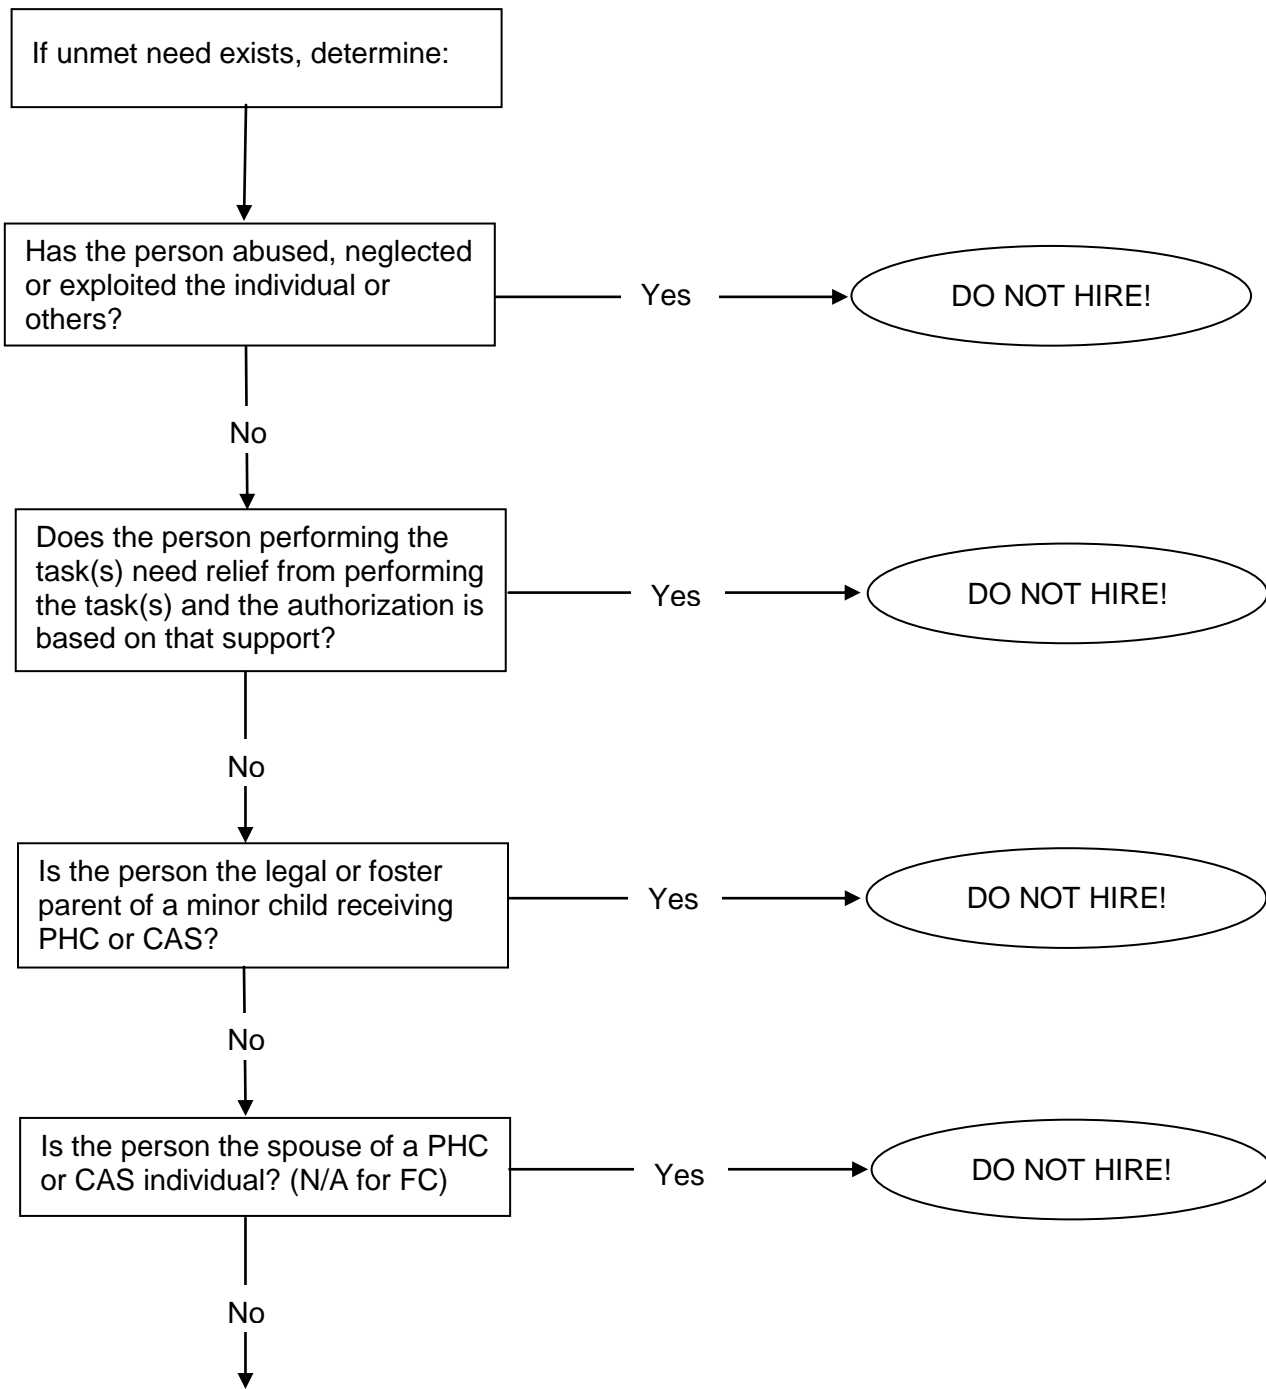 If unmet need exists, determine:
Has the person abused, neglected
or exploited the individual or
others?
Yes
DO NOT HIRE!
No
Does the person performing the
task(s) need relief from performing
the task(s) and the authorization is
based on that support?
Yes
DO NOT HIRE!
No
Is the person the legal or foster
parent of a minor child receiving
PHC or CAS?
Yes
DO NOT HIRE!
No
Is the person the spouse of a PHC
or CAS individual? (N/A for FC)
Yes
DO NOT HIRE!
No